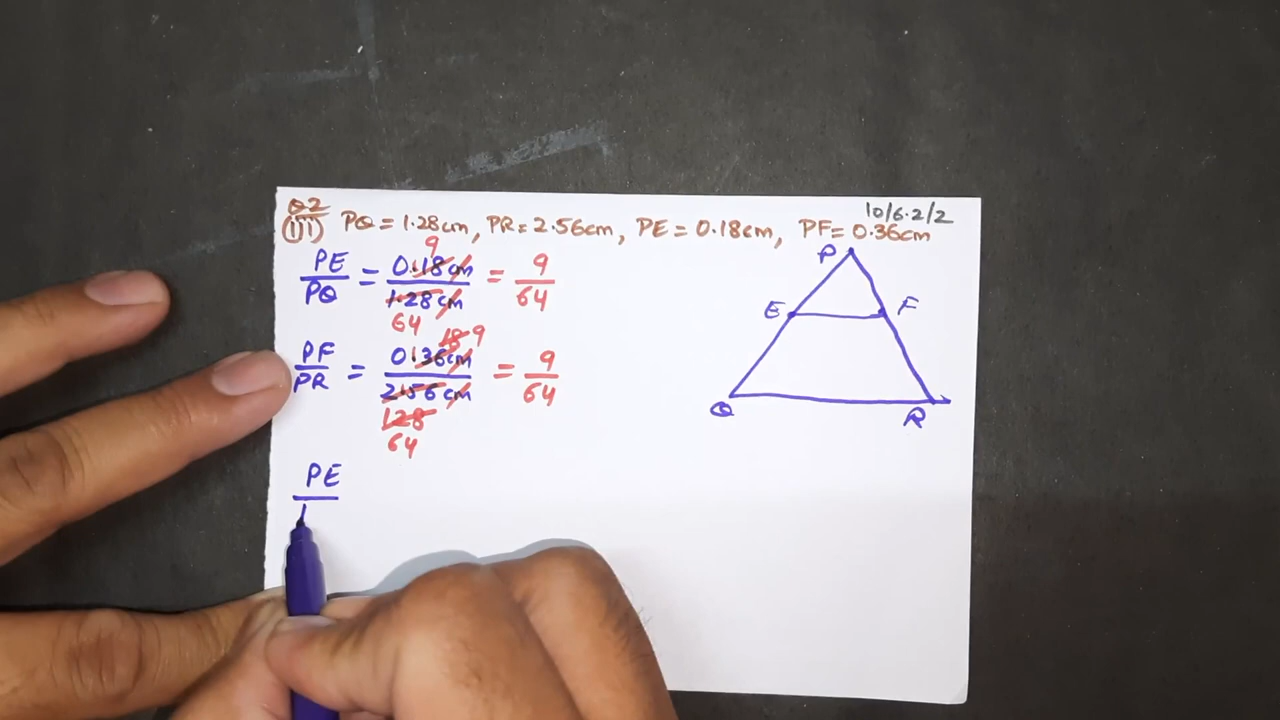 10/6.2/2
Q2
(iii) PQ = 1.28cm, PR = 2.56cm, PE = 0.18cm, PF = 0.36cm
9
PE/PQ = 0.18cm/1.28cm = 9/64
64
18 9
PF/PR = 0.36cm/2.56cm = 9/64
128
64
PE
P
E F
Q R